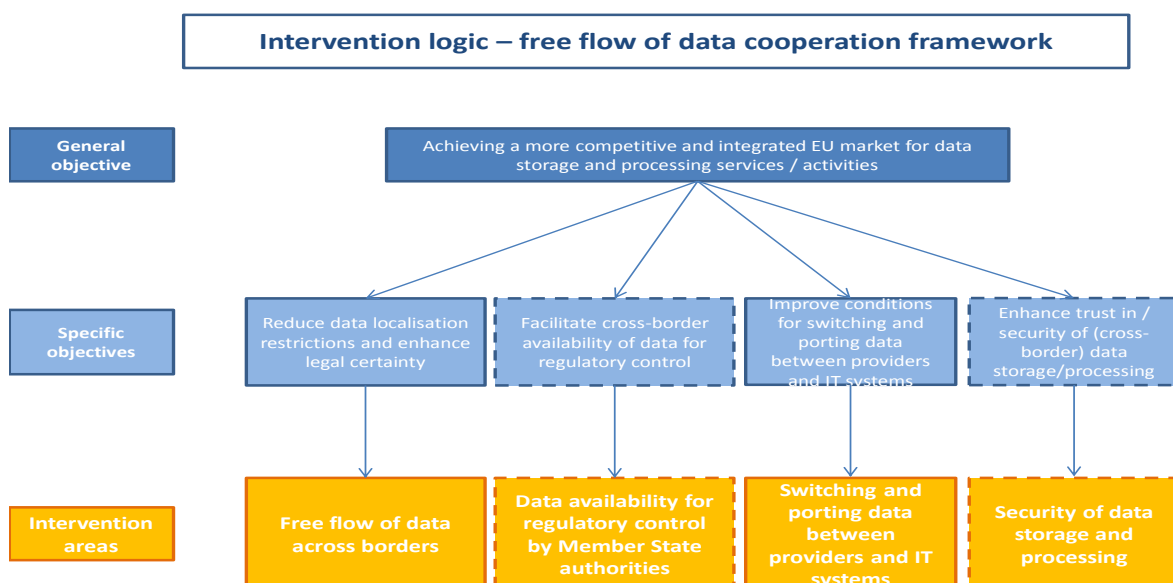 Intervention logic – free flow of data cooperation framework
General
objective
Achieving a more competitive and integrated EU market for data
storage and processing services / activities
Specific
objectives
Reduce data localisation
restrictions and enhance
legal certainty
Facilitate cross-border
availability of data for
regulatory control
Improve conditions
for switching and
porting data
between providers
and IT systems
Enhance trust in /
security of (cross-
border) data
storage/processing
Intervention
areas
Free flow of data
across borders
Data availability for
regulatory control
by Member State
authorities
Switching and
porting data
between
providers and IT
systems
Security of data
storage and
processing